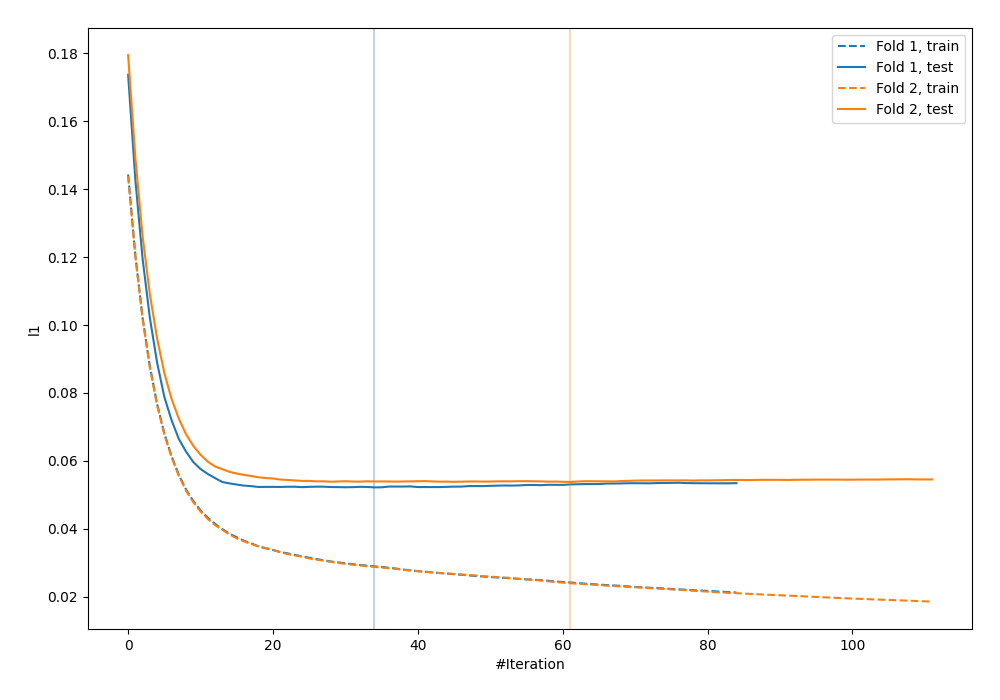 0.18
0.16
0.14
0.12
0.10
0.08
0.06
0.04
0.02
l1
0 20 40 60 80 100
#Iteration
Fold 1, train
Fold 1, test
Fold 2, train
Fold 2, test